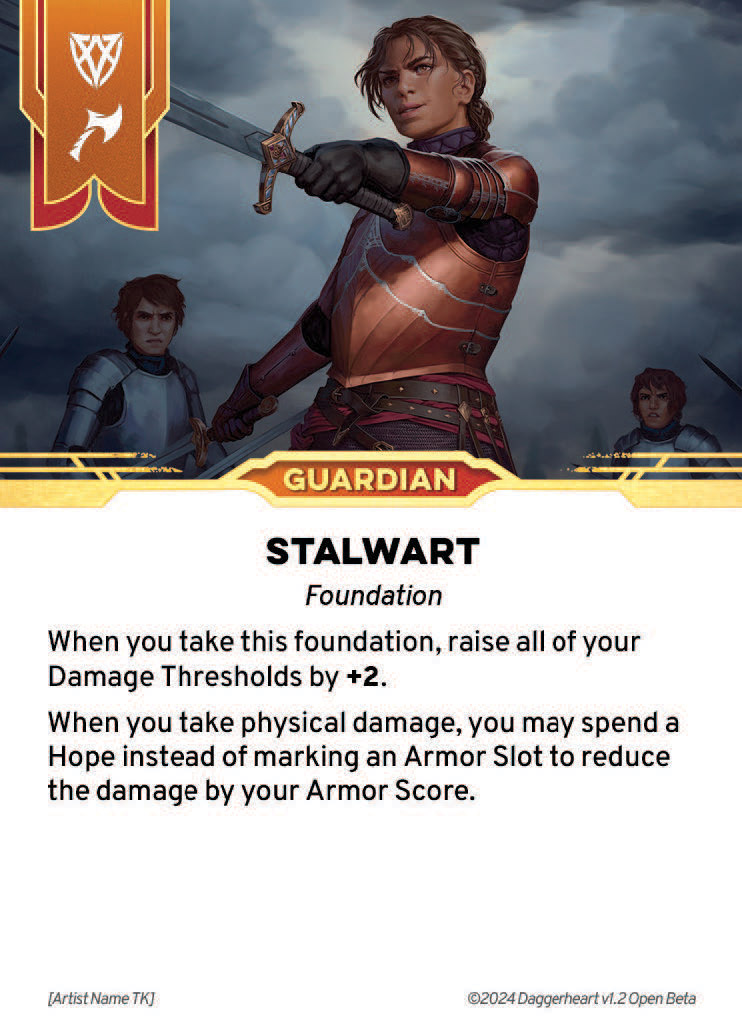 GUARDIAN
STALWART
Foundation
When you take this foundation, raise all of your
Damage Thresholds by +2.
When you take physical damage, you may spend a
Hope instead of marking an Armor Slot to reduce
the damage by your Armor Score.
[Artist Name TK]
©2024 Daggerheart v1.2 Open Beta